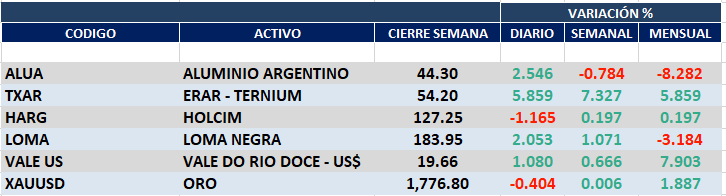 VARIACIÓN %
CODIGO ACTIVO CIERRE SEMANA DIARIO SEMANAL MENSUAL
ALUA ALUMINIO ARGENTINO 44.30 2.546 -0.784 -8.282
TXAR ERAR - TERNIUM 54.20 5.859 7.327 5.859
HARG HOLCIM 127.25 -1.165 0.197 0.197
LOMA LOMA NEGRA 183.95 2.053 1.071 -3.184
VALE US VALE DO RIO DOCE - US$ 19.66 1.080 0.666 7.903
XAUUSD ORO 1,776.80 -0.404 0.006 1.887